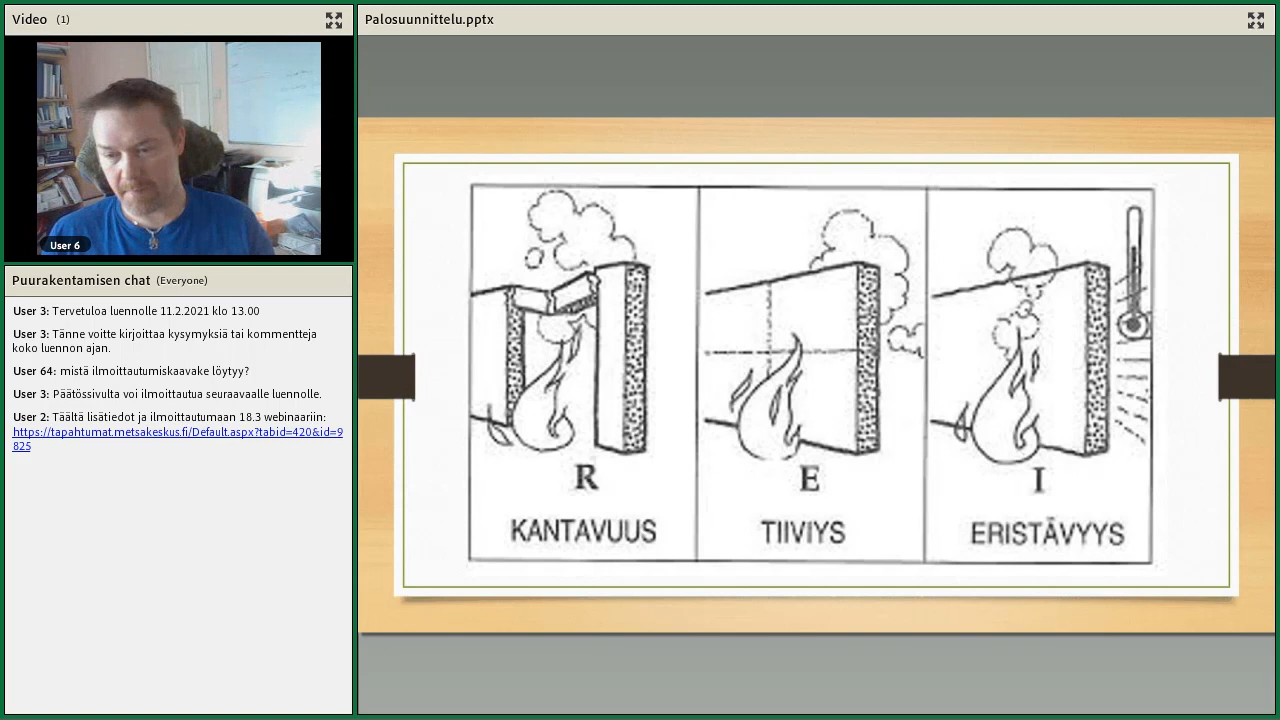 Video (1)
User 6
Puurakentamisen chat (Everyone)
User 3: Tervetuloa luennolle 11.2.2021 klo 13.00
User 3: Tänne voitte kirjoittaa kysymyksiä tai kommentteja
koko luennon ajan.
User 64: mistä ilmoittautumiskaavake löytyy?
User 3: Päätössivulta voi ilmoittautua seuraavaalle luennolle.
User 2: Täältä lisätiedot ja ilmoittautumaan 18.3 webinaariin:
https://tapahtumat.metsakeskus.fi/Default.aspx?tabid=420&id=9
825
Palosuunnittelu.pptx
R E I
KANTAVUUS TIIVIYS ERISTÄVYYS